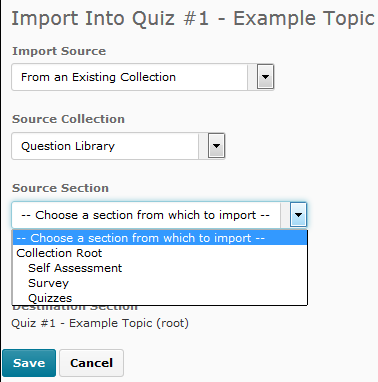 Import Into Quiz #1 - Example Topic
Import Source
From an Existing Collection
Source Collection
Question Library
Source Section
-- Choose a section from which to import --
-- Choose a section from which to import --
Collection Root
Self Assessment
Survey
Quizzes
Destination Section
Quiz #1 - Example Topic (root)
Save Cancel